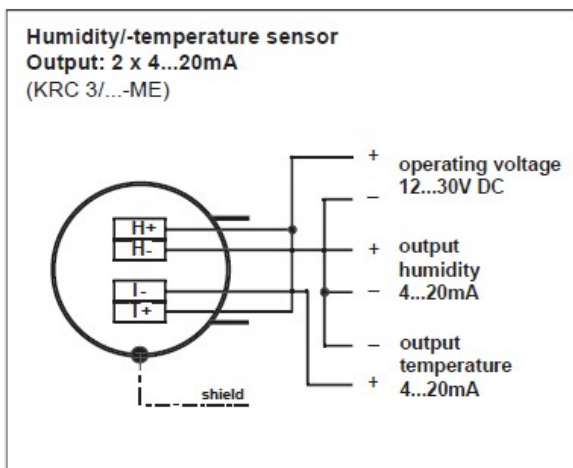 Humidity/-temperature sensor
Output: 2 x 4...20mA
(KRC 3/...-ME)
H+
H-
T-
T+
shield
+
operating voltage
12...30V DC
–
+
output
humidity
4...20mA
–
–
output
temperature
4...20mA
+